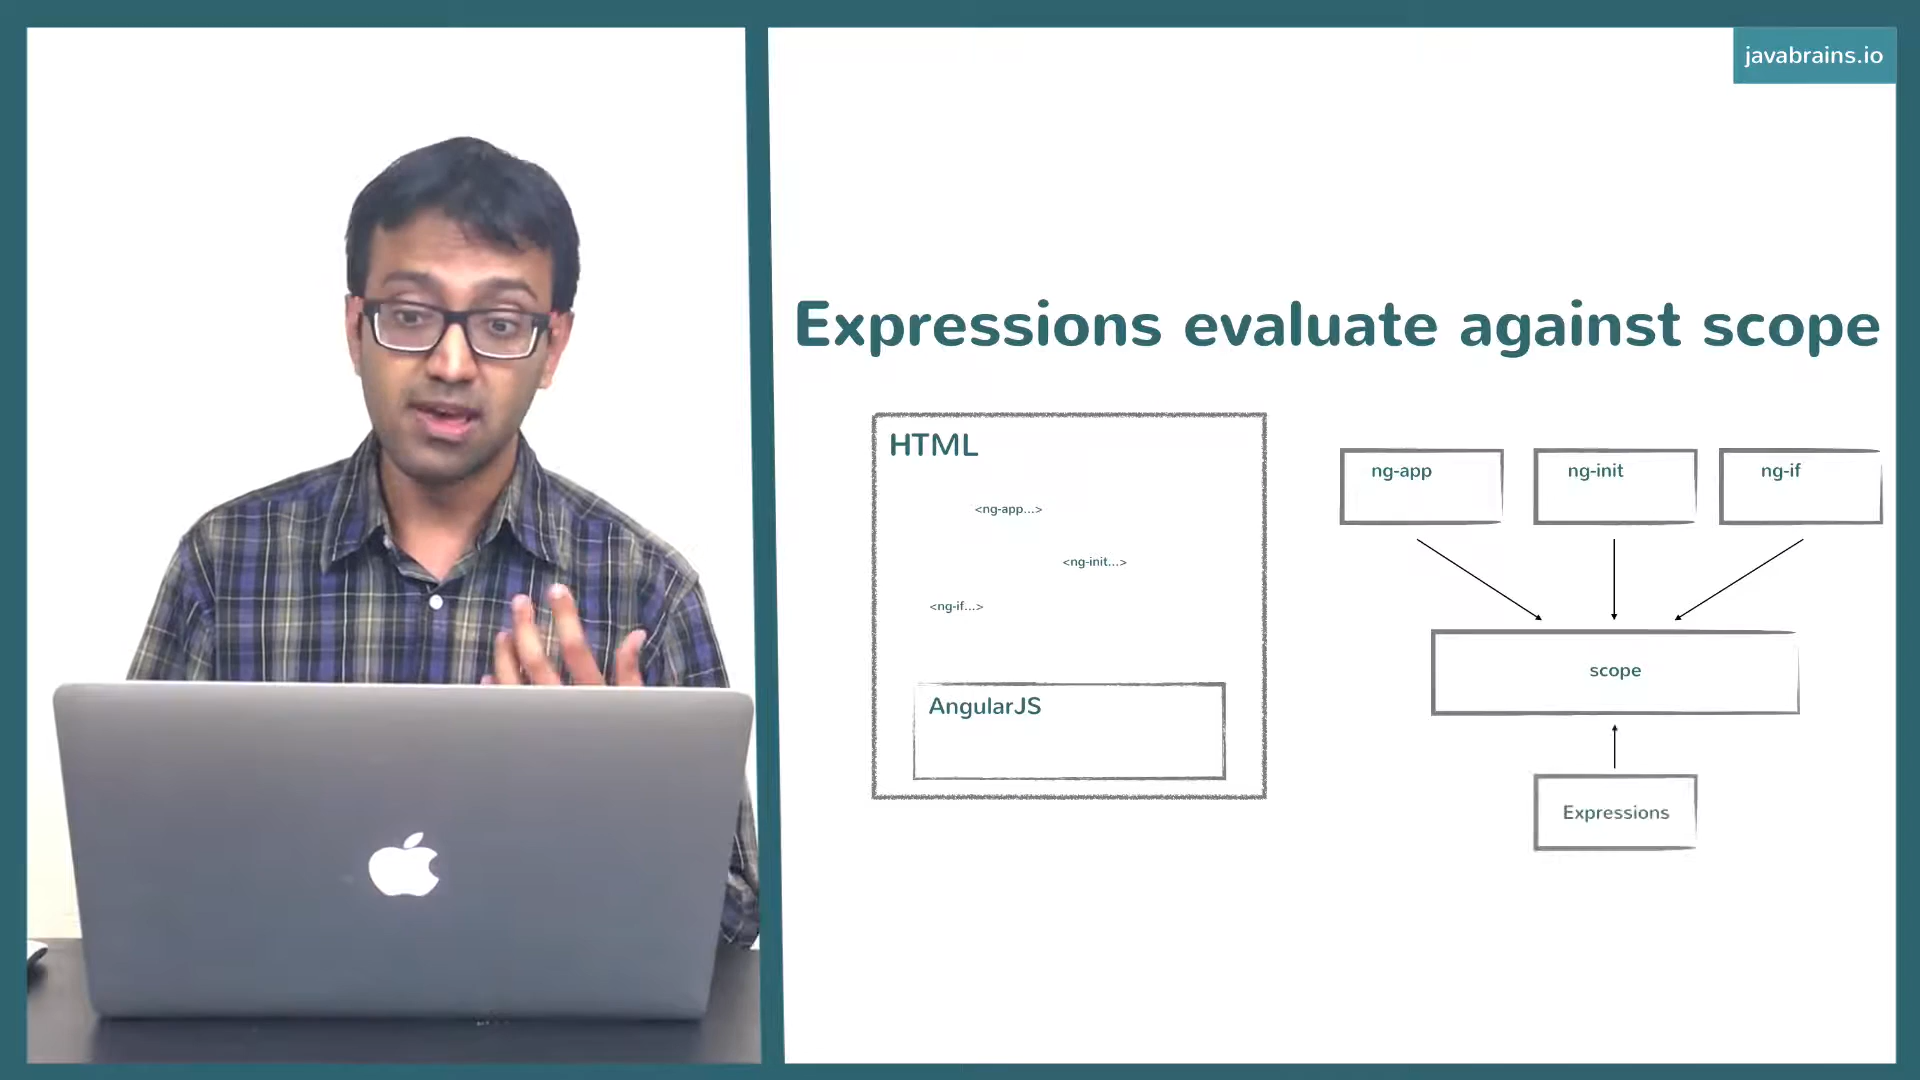 javabrains.io
Expressions evaluate against scope
HTML
<ng-app...>
<ng-init...>
<ng-if...>
AngularJS
ng-app
ng-init
ng-if
scope
Expressions